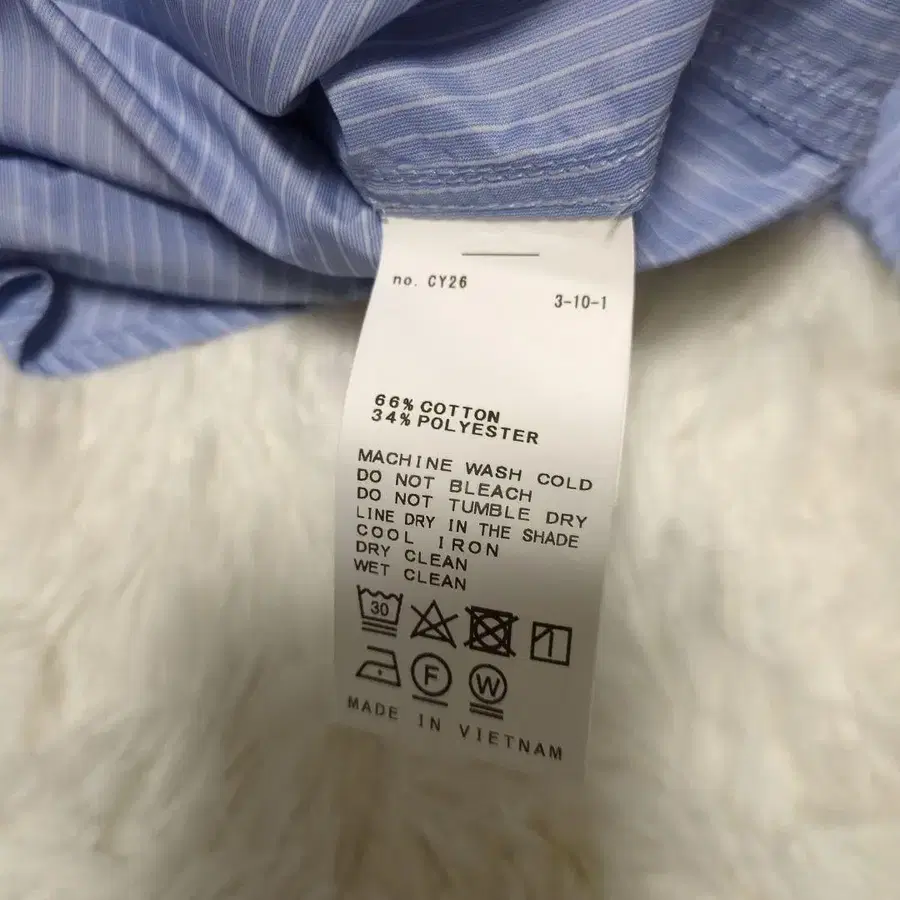 no. CY26
3-10-1
66% COTTON
34% POLYESTER
MACHINE WASH COLD
DO NOT BLEACH
DO NOT TUMBLE DRY
LINE DRY IN THE SHADE
COOL IRON
DRY CLEAN
WET CLEAN
30
F
W
MADE IN VIETNAM